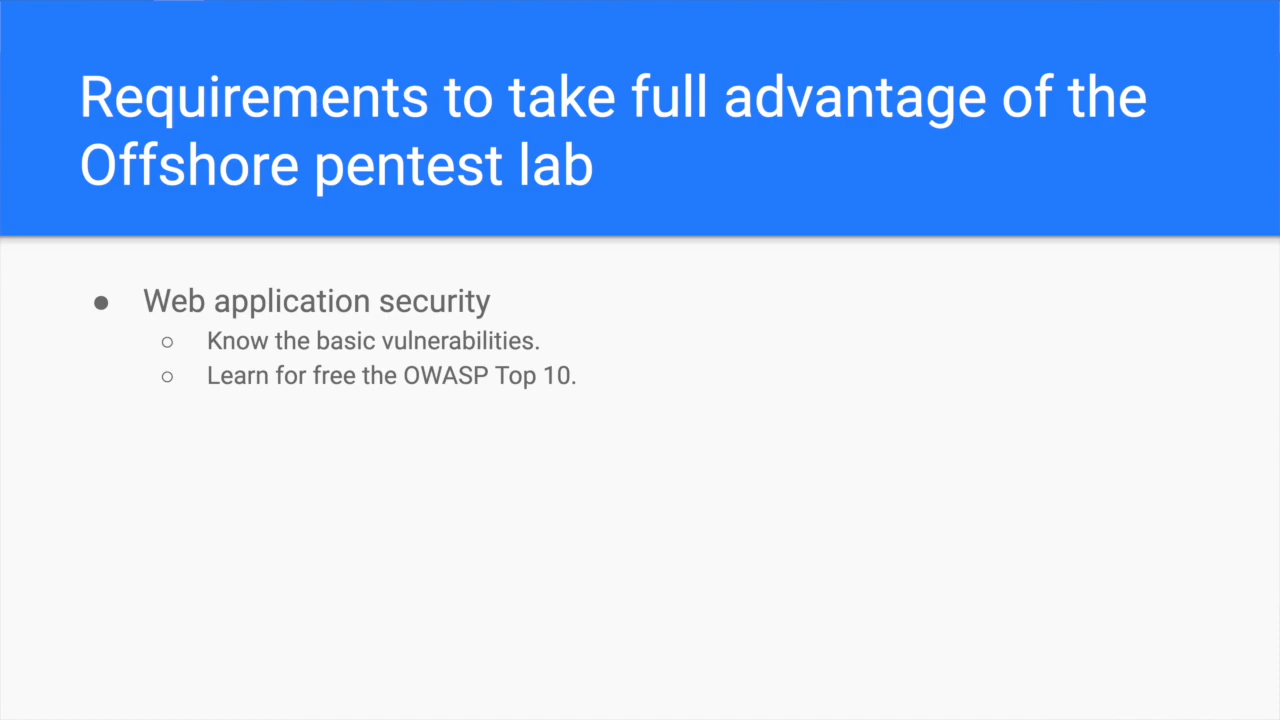 Requirements to take full advantage of the
Offshore pentest lab
● Web application security
○ Know the basic vulnerabilities.
○ Learn for free the OWASP Top 10.